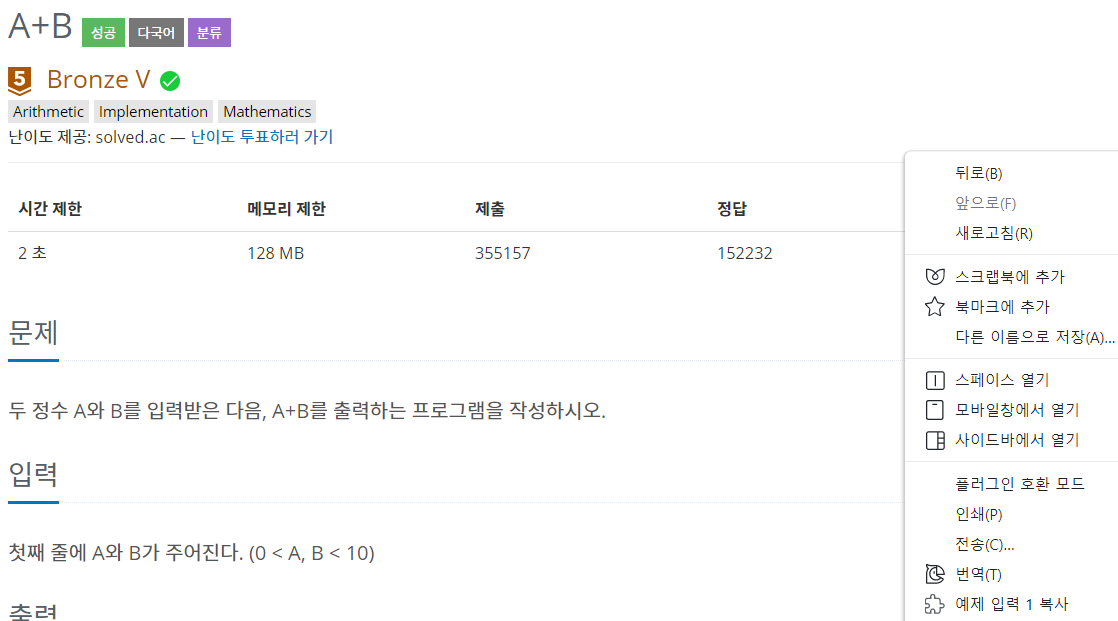 A+B 성공 다국어 분류
5 Bronze V
Arithmetic Implementation Mathematics
난이도 제공: solved.ac — 난이도 투표하러 가기
시간 제한 메모리 제한 제출 정답
2 초 128 MB 355157 152232
문제
두 정수 A와 B를 입력받은 다음, A+B를 출력하는 프로그램을 작성하시오.
입력
첫째 줄에 A와 B가 주어진다. (0 < A, B < 10)
출력
뒤로(B)
앞으로(F)
새로고침(R)
스크랩북에 추가
북마크에 추가
다른 이름으로 저장(A)...
스페이스 열기
모바일창에서 열기
사이드바에서 열기
플러그인 호환 모드
인쇄(P)
전송(C)...
번역(T)
예제 입력 1 복사